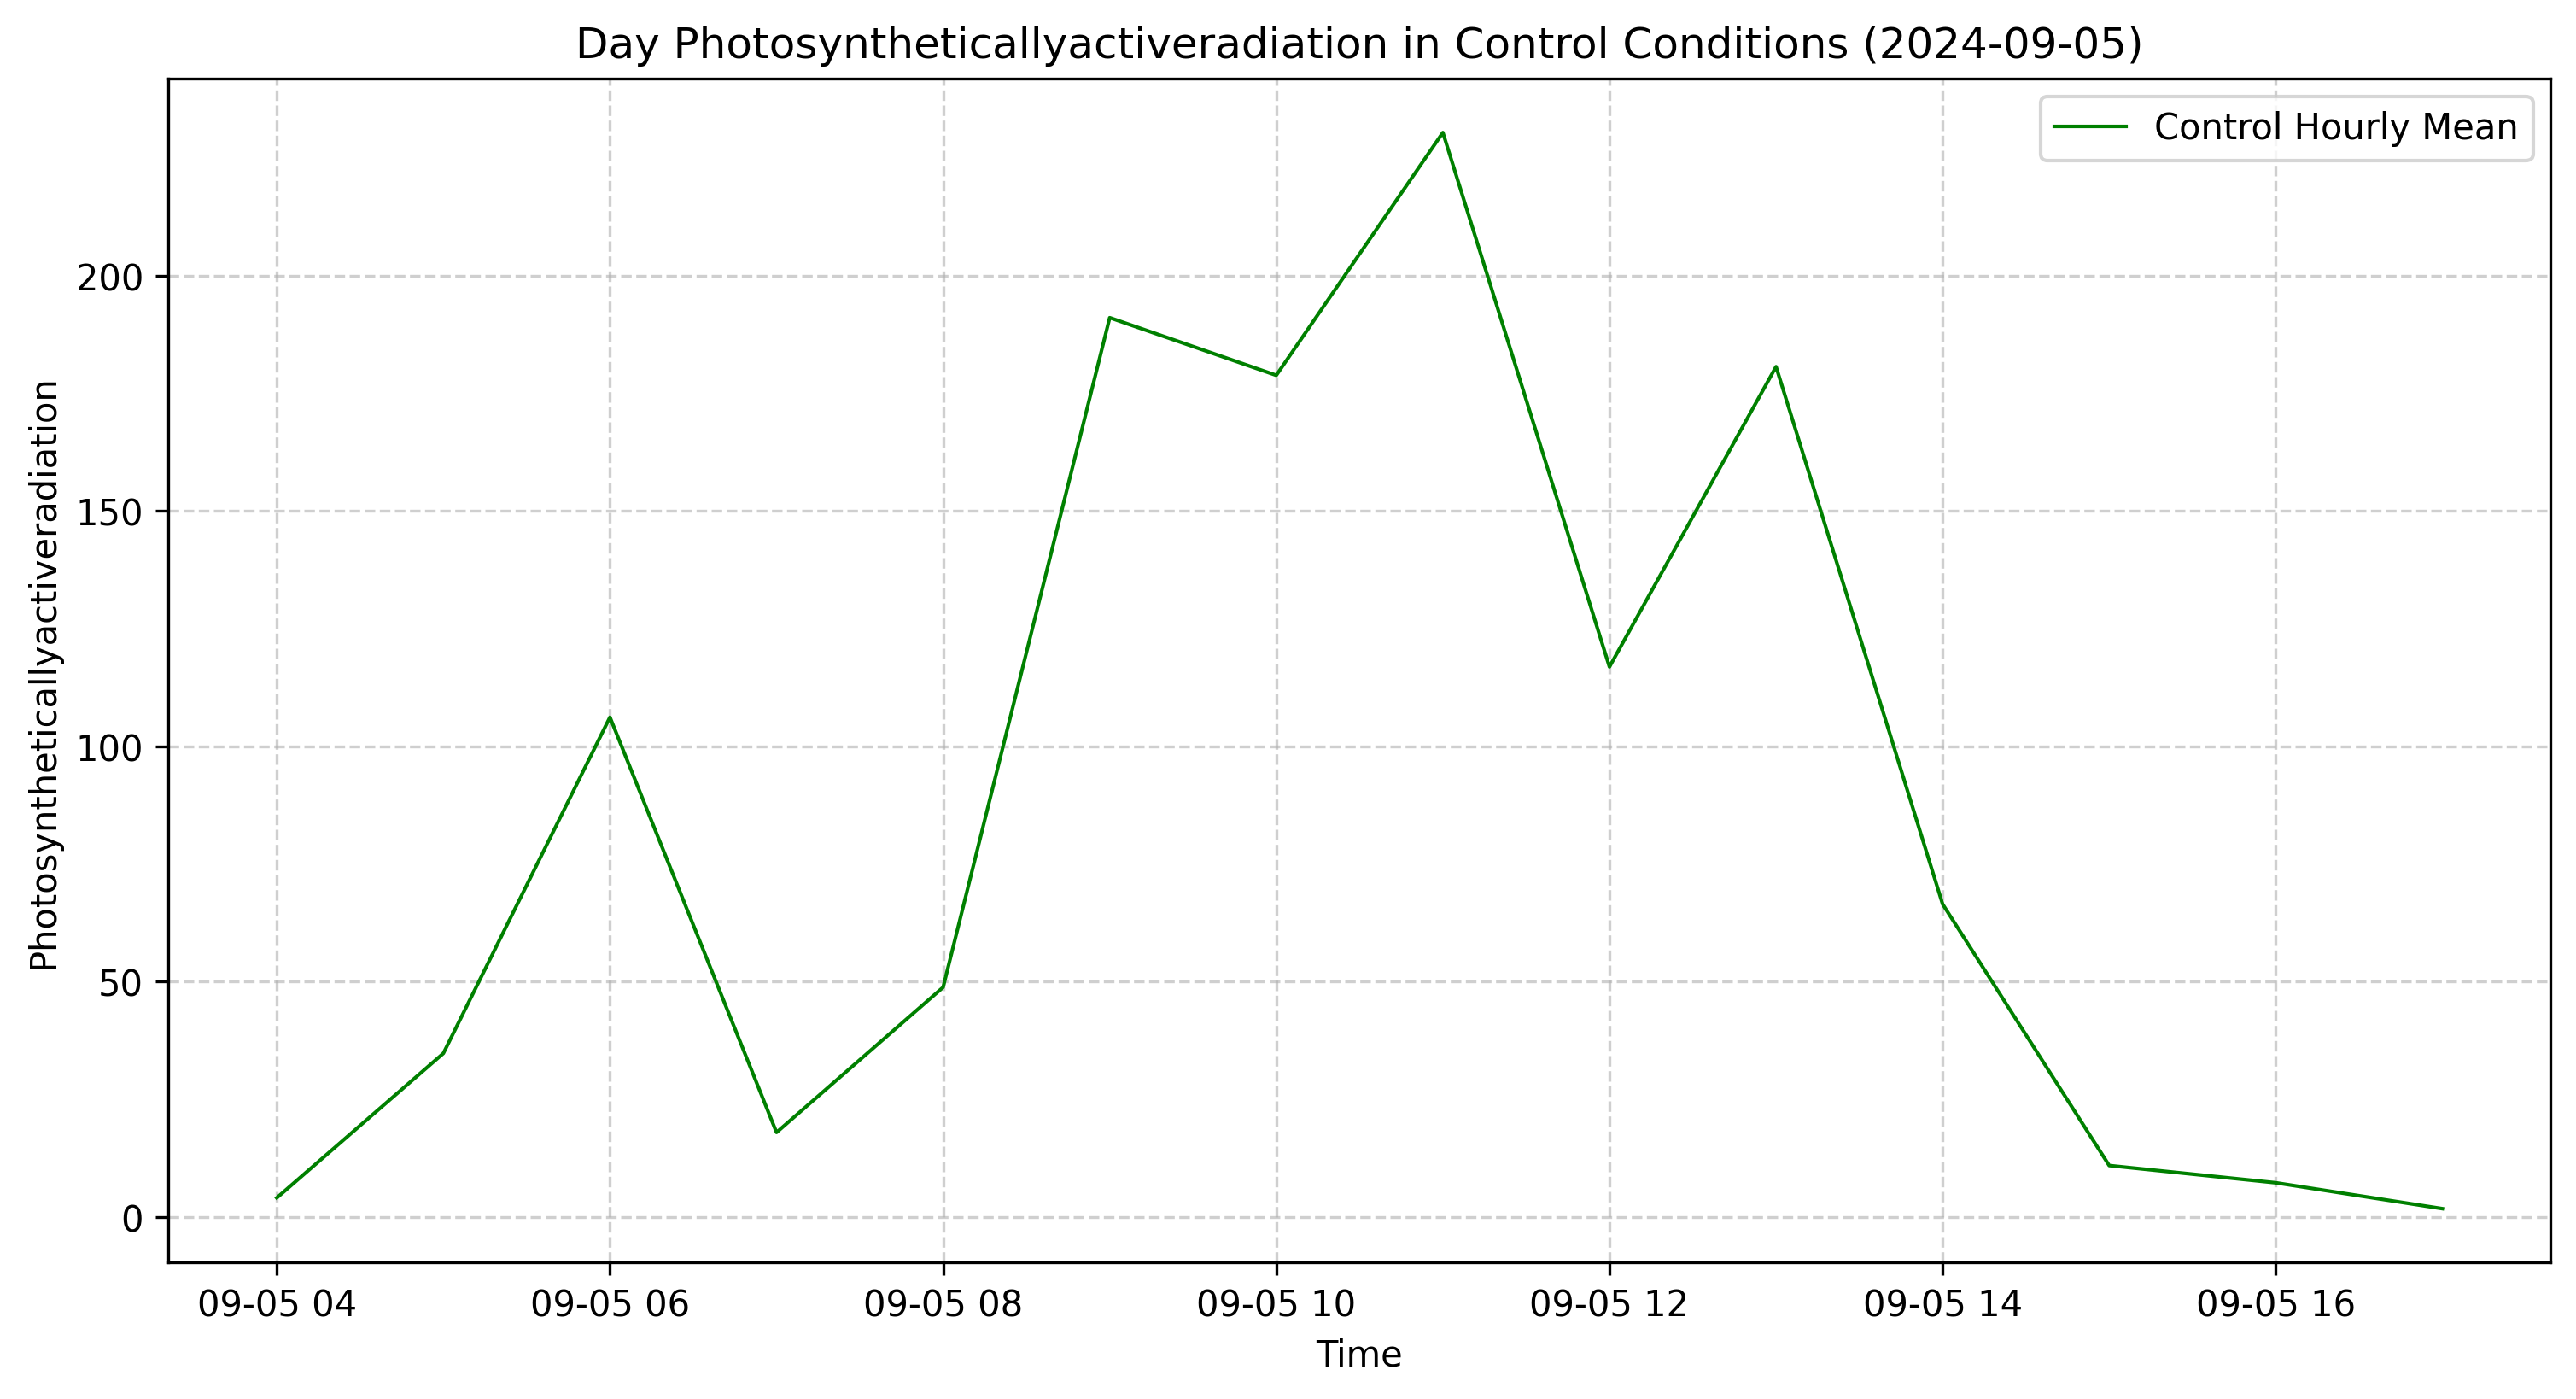 Day Photosyntheticallyactiveradiation in Control Conditions (2024-09-05)
Control Hourly Mean
Photosyntheticallyactiveradiation
200
150
100
50
0
09-05 04 09-05 06 09-05 08 09-05 10 09-05 12 09-05 14 09-05 16
Time